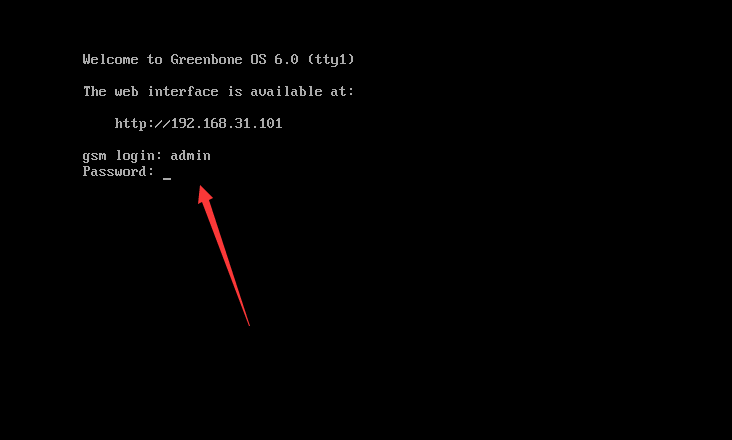 Welcome to Greenbone OS 6.0 (tty1)
The web interface is available at:
http://192.168.31.101
gsm login: admin
Password: _